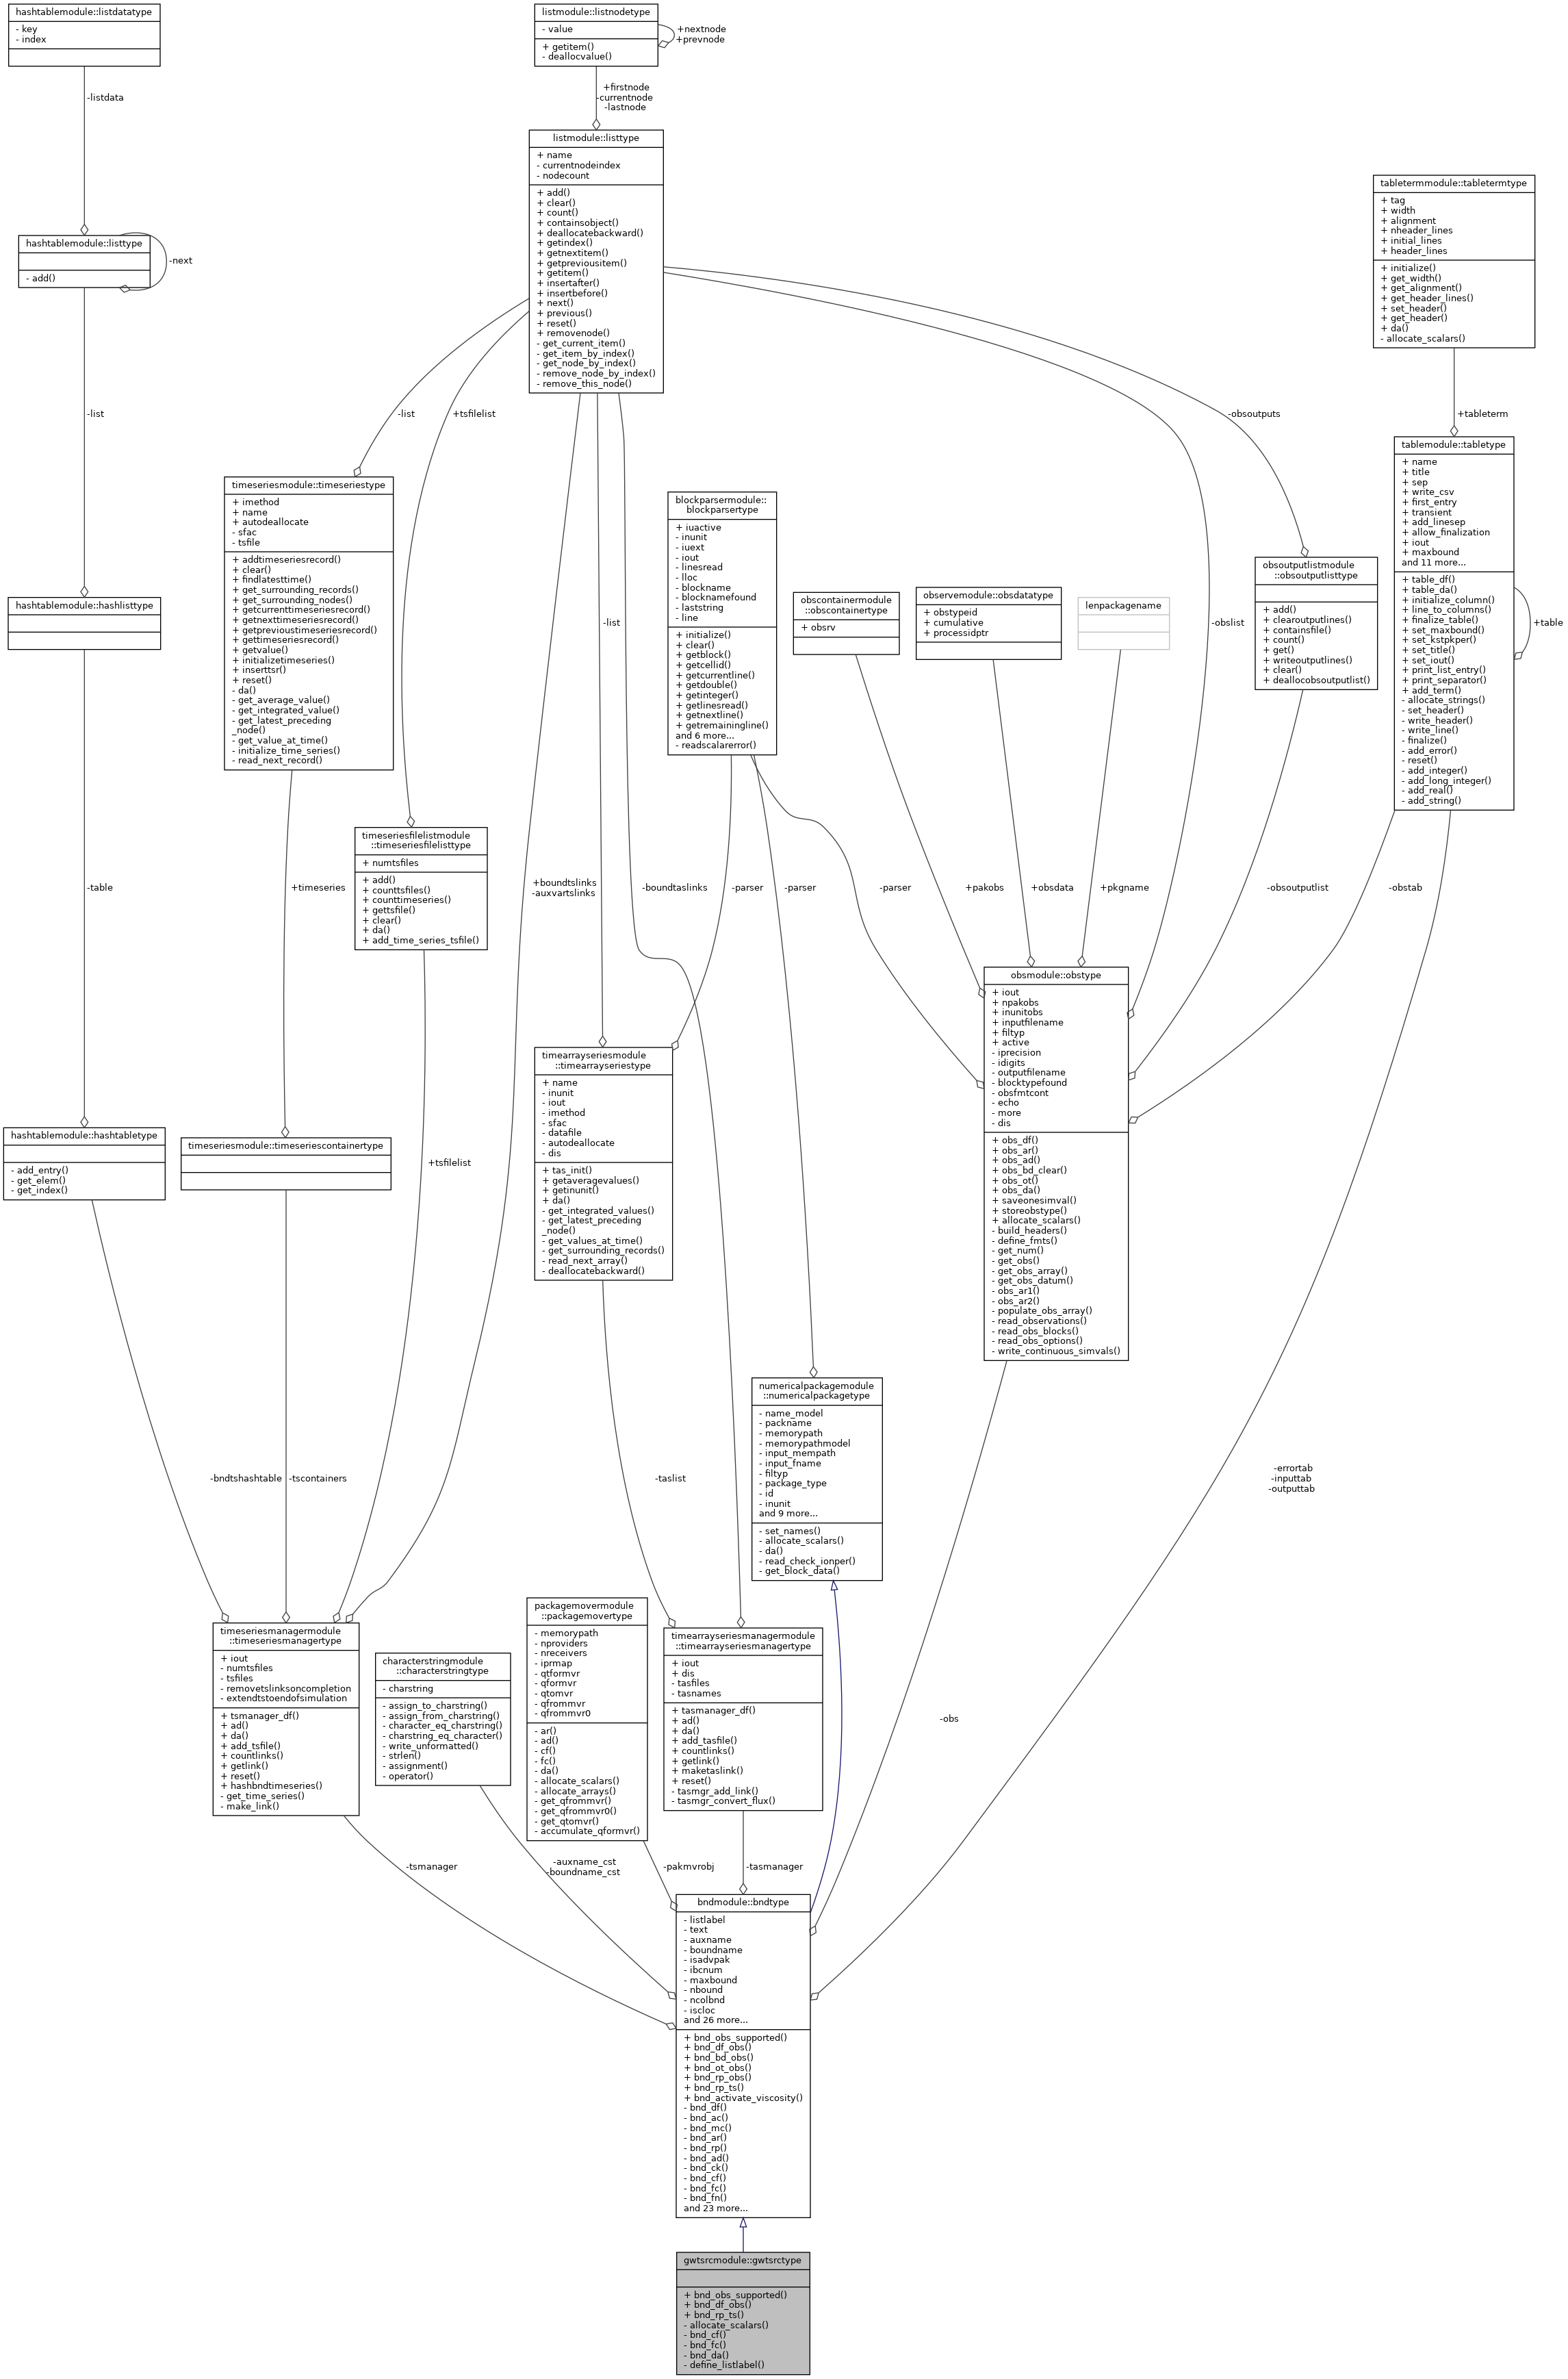 hashtablemodule::listdatatype
- key
- index
-listdata
listmodule::listnodetype
- value
+ getitem()
- deallocvalue()
+nextnode
+prevnode
+firstnode
-currentnode
-lastnode
listmodule::listtype
+ name
- currentnodeindex
- nodecount
+ add()
+ clear()
+ count()
+ containsobject()
+ deallocatebackward()
+ getindex()
+ getnextitem()
+ getpreviousitem()
+ getitem()
+ insertafter()
+ insertbefore()
+ next()
+ previous()
+ reset()
+ removenode()
- get_current_item()
- get_item_by_index()
- get_node_by_index()
- remove_node_by_index()
- remove_this_node()
tabletermmodule::tabletermtype
+ tag
+ width
+ alignment
+ nheader_lines
+ initial_lines
+ header_lines
+ initialize()
+ get_width()
+ get_alignment()
+ get_header_lines()
+ set_header()
+ get_header()
+ da()
- allocate_scalars()
hashtablemodule::listtype
- add()
-next
-list
-list
+tsfilelist
-obsoutputs
+tableterm
tablemodule::tabletype
+ name
+ title
+ sep
+ write_csv
+ first_entry
+ transient
+ add_linesep
+ allow_finalization
+ iout
+ maxbound
and 11 more...
+ table_df()
+ table_da()
+ initialize_column()
+ line_to_columns()
+ finalize_table()
+ set_maxbound()
+ set_kstpkper()
+ set_title()
+ set_iout()
+ print_list_entry()
+ print_separator()
+ add_term()
- allocate_strings()
- set_header()
- write_header()
- write_line()
- finalize()
- add_error()
- reset()
- add_integer()
- add_long_integer()
- add_real()
- add_string()
+table
timeseriesmodule::timeseriestype
+ imethod
+ name
+ autodeallocate
- sfac
- tsfile
+ addtimeseriesrecord()
+ clear()
+ findlatesttime()
+ get_surrounding_records()
+ get_surrounding_nodes()
+ getcurrenttimeseriesrecord()
+ getnexttimeseriesrecord()
+ getprevioustimeseriesrecord()
+ gettimeseriesrecord()
+ getvalue()
+ initializetimeseries()
+ inserttsr()
+ reset()
- da()
- get_average_value()
- get_integrated_value()
- get_latest_preceding
_node()
- get_value_at_time()
- initialize_time_series()
- read_next_record()
blockparsermodule::
blockparsertype
+ iuactive
- inunit
- iuext
- iout
- linesread
- lloc
- blockname
- blocknamefound
- laststring
- line
+ initialize()
+ clear()
+ getblock()
+ getcellid()
+ getcurrentline()
+ getdouble()
+ getinteger()
+ getlinesread()
+ getnextline()
+ getremainingline()
and 6 more...
- readscalarerror()
obscontainermodule
::obscontainertype
+ obsrv
observemodule::obsdatatype
+ obstypeid
+ cumulative
+ processidptr
lenpackagename
-list
-obslist
obsoutputlistmodule
::obsoutputlisttype
+ add()
+ clearoutputlines()
+ containsfile()
+ count()
+ get()
+ writeoutputlines()
+ clear()
+ deallocobsoutputlist()
hashtablemodule::hashlisttype
-table
+timeseries
timeseriesfilelistmodule
::timeseriesfilelisttype
+ numtsfiles
+ add()
+ counttsfiles()
+ counttimeseries()
+ gettsfile()
+ clear()
+ da()
+ add_time_series_tsfile()
+boundtslinks
-auxvartslinks
-boundtaslinks
-parser
-parser
-parser
+pakobs
+obsdata
+pkgname
-obsoutputlist
-obstab
obsmodule::obstype
+ iout
+ npakobs
+ inunitobs
+ inputfilename
+ filtyp
+ active
- iprecision
- idigits
- outputfilename
- blocktypefound
- obsfmtcont
- echo
- more
- dis
+ obs_df()
+ obs_ar()
+ obs_ad()
+ obs_bd_clear()
+ obs_ot()
+ obs_da()
+ saveonesimval()
+ storeobstype()
+ allocate_scalars()
- build_headers()
- define_fmts()
- get_num()
- get_obs()
- get_obs_array()
- get_obs_datum()
- obs_ar1()
- obs_ar2()
- populate_obs_array()
- read_observations()
- read_obs_blocks()
- read_obs_options()
- write_continuous_simvals()
timearrayseriesmodule
::timearrayseriestype
+ name
- inunit
- iout
- imethod
- sfac
- datafile
- autodeallocate
- dis
+ tas_init()
+ getaveragevalues()
+ getinunit()
+ da()
- get_integrated_values()
- get_latest_preceding
_node()
- get_values_at_time()
- get_surrounding_records()
- read_next_array()
- deallocatebackward()
hashtablemodule::hashtabletype
- add_entry()
- get_elem()
- get_index()
timeseriesmodule::timeseriescontainertype
+tsfilelist
numericalpackagemodule
::numericalpackagetype
- name_model
- packname
- memorypath
- memorypathmodel
- input_mempath
- input_fname
- filtyp
- package_type
- id
- inunit
and 9 more...
- set_names()
- allocate_scalars()
- da()
- read_check_ionper()
- get_block_data()
-bndtshashtable
-tscontainers
-taslist
-errortab
-inputtab
-outputtab
timeseriesmanagermodule
::timeseriesmanagertype
+ iout
- numtsfiles
- tsfiles
- removetslinksoncompletion
- extendtstoendofsimulation
+ tsmanager_df()
+ ad()
+ da()
+ add_tsfile()
+ countlinks()
+ getlink()
+ reset()
+ hashbndtimeseries()
- get_time_series()
- make_link()
characterstringmodule
::characterstringtype
- charstring
- assign_to_charstring()
- assign_from_charstring()
- character_eq_charstring()
- charstring_eq_character()
- write_unformatted()
- strlen()
- assignment()
- operator()
packagemovermodule
::packagemovertype
- memorypath
- nproviders
- nreceivers
- iprmap
- qtformvr
- qformvr
- qtomvr
- qfrommvr
- qfrommvr0
- ar()
- ad()
- cf()
- fc()
- da()
- allocate_scalars()
- allocate_arrays()
- get_qfrommvr()
- get_qfrommvr0()
- get_qtomvr()
- accumulate_qformvr()
timearrayseriesmanagermodule
::timearrayseriesmanagertype
+ iout
+ dis
- tasfiles
- tasnames
+ tasmanager_df()
+ ad()
+ da()
+ add_tasfile()
+ countlinks()
+ getlink()
+ maketaslink()
+ reset()
- tasmgr_add_link()
- tasmgr_convert_flux()
-obs
-tsmanager
-auxname_cst
-boundname_cst
-pakmvrobj
-tasmanager
bndmodule::bndtype
- listlabel
- text
- auxname
- boundname
- isadvpak
- ibcnum
- maxbound
- nbound
- ncolbnd
- iscloc
and 26 more...
+ bnd_obs_supported()
+ bnd_df_obs()
+ bnd_bd_obs()
+ bnd_ot_obs()
+ bnd_rp_obs()
+ bnd_rp_ts()
+ bnd_activate_viscosity()
- bnd_df()
- bnd_ac()
- bnd_mc()
- bnd_ar()
- bnd_rp()
- bnd_ad()
- bnd_ck()
- bnd_cf()
- bnd_fc()
- bnd_fn()
and 23 more...
gwtsrcmodule::gwtsrctype
+ bnd_obs_supported()
+ bnd_df_obs()
+ bnd_rp_ts()
- allocate_scalars()
- bnd_cf()
- bnd_fc()
- bnd_da()
- define_listlabel()